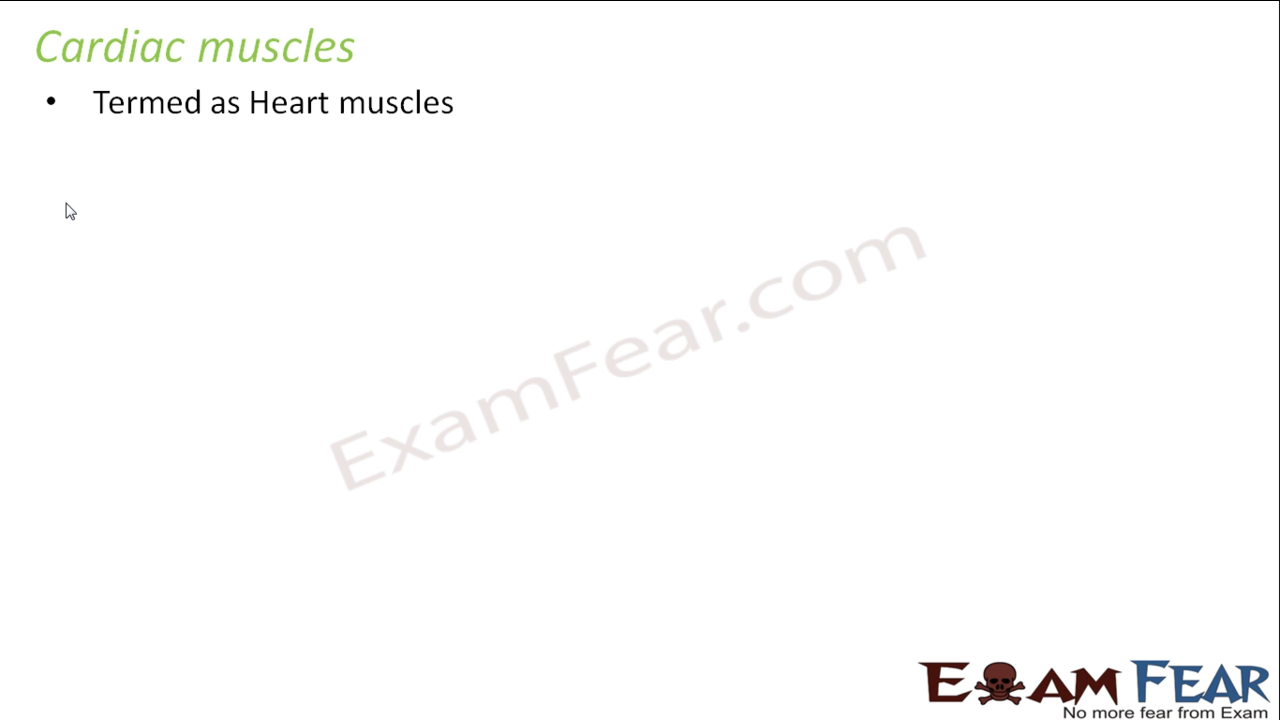 Cardiac muscles
• Termed as Heart muscles
ExamFear.com
EXAM FEAR
No more fear from Exam